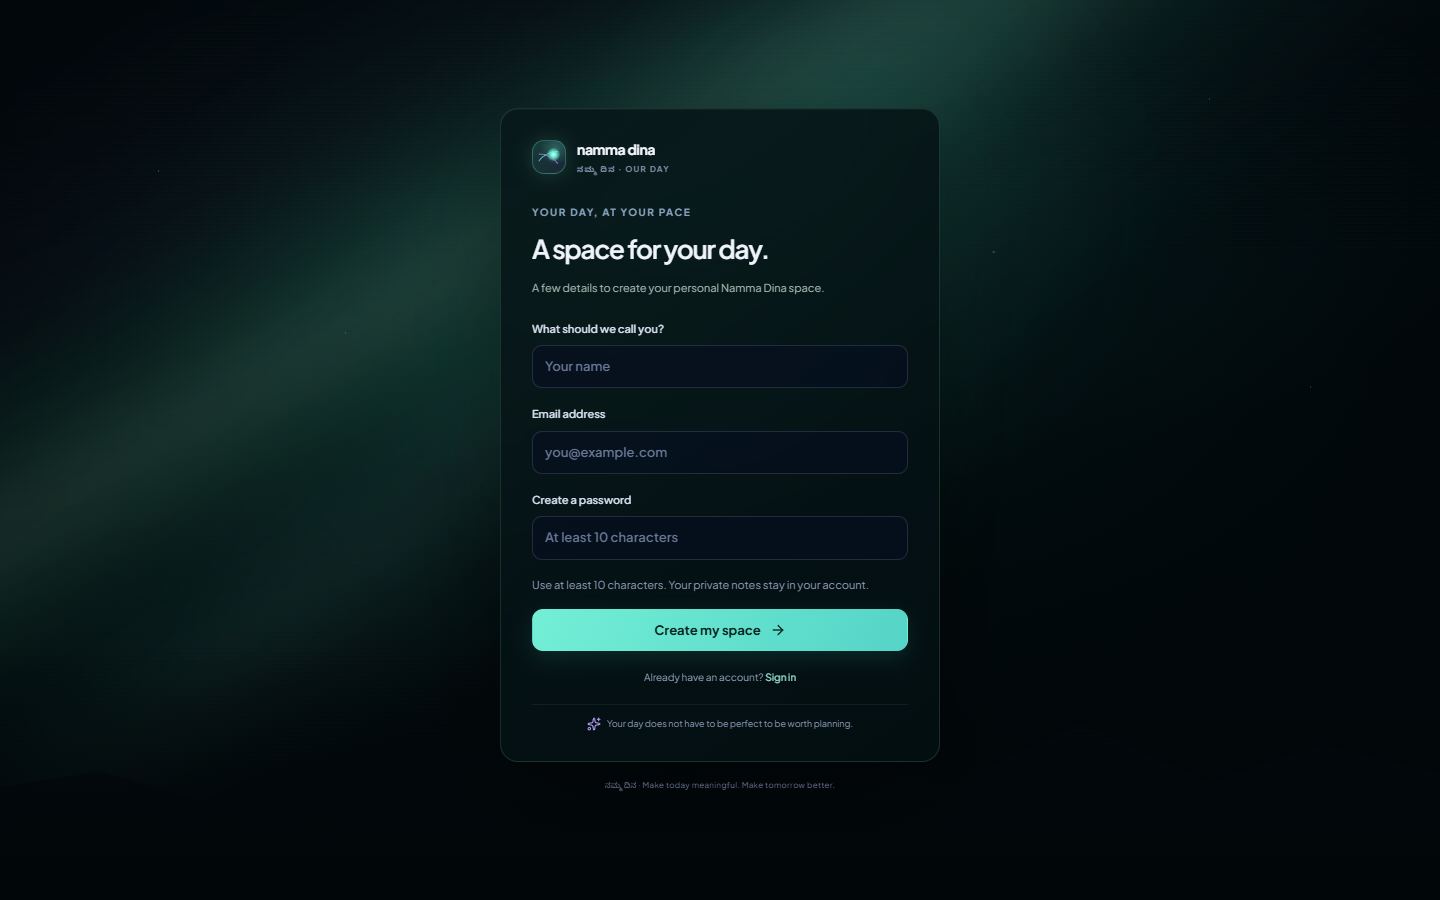 namma dina
ನಮ್ಮ ದಿನ · OUR DAY
YOUR DAY, AT YOUR PACE
A space for your day.
A few details to create your personal Namma Dina space.
What should we call you?
Your name
Email address
you@example.com
Create a password
At least 10 characters
Use at least 10 characters. Your private notes stay in your account.
Create my space →
Already have an account? Sign in
Your day does not have to be perfect to be worth planning.
ನಮ್ಮ ದಿನ · Make today meaningful. Make tomorrow better.